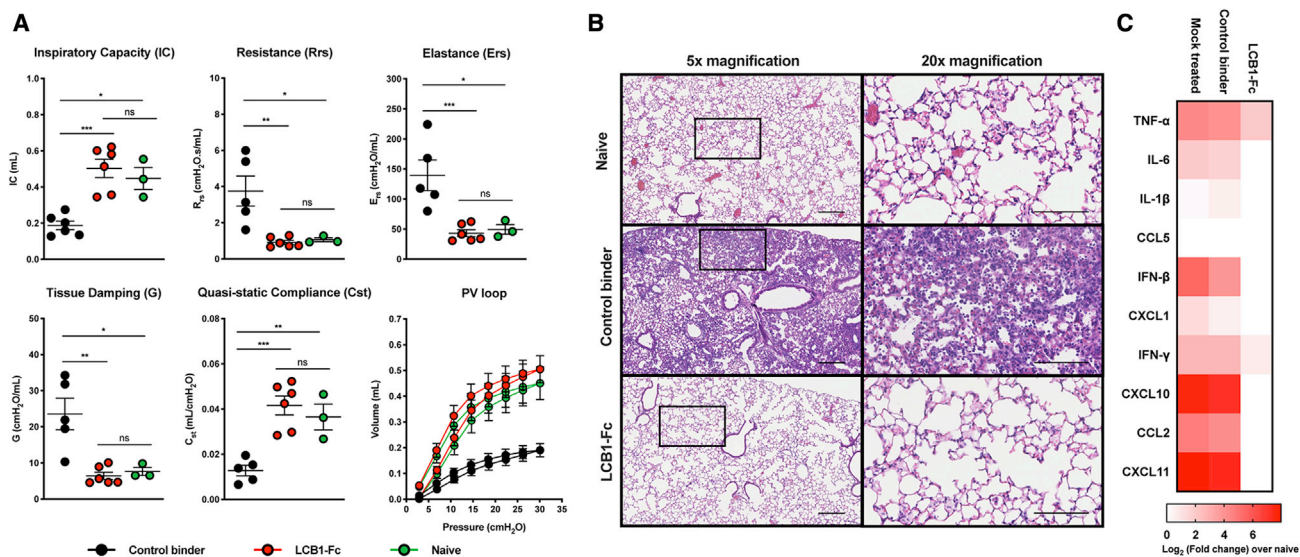 A
Inspiratory Capacity (IC)
1.0
0.8
0.6
0.4
0.2
0.0
IC (mL)
*
ns
***
Resistance (Rrs)
10
8
6
4
2
0
Rrs (cmH2O.s/mL)
*
**
ns
Elastance (Ers)
300
250
200
150
100
50
0
Ers (cmH2O/mL)
*
***
ns
Tissue Damping (G)
50
40
30
20
10
0
G (cmH2O/mL)
*
**
ns
Quasi-static Compliance (Cst)
0.08
0.06
0.04
0.02
0.00
Cst (mL/cmH2O)
**
***
ns
PV loop
0.7
0.6
0.5
0.4
0.3
0.2
0.1
0.0
Volume (mL)
0 5 10 15 20 25 30 35
Pressure (cmH2O)
Control binder
LCB1-Fc
Naive
B
5x magnification
20x magnification
Naive
Control binder
LCB1-Fc
C
Mock treated
Control binder
LCB1-Fc
TNF-α
IL-6
IL-1β
CCL5
IFN-β
CXCL1
IFN-γ
CXCL10
CCL2
CXCL11
0 2 4 6
Log2 (Fold change) over naive